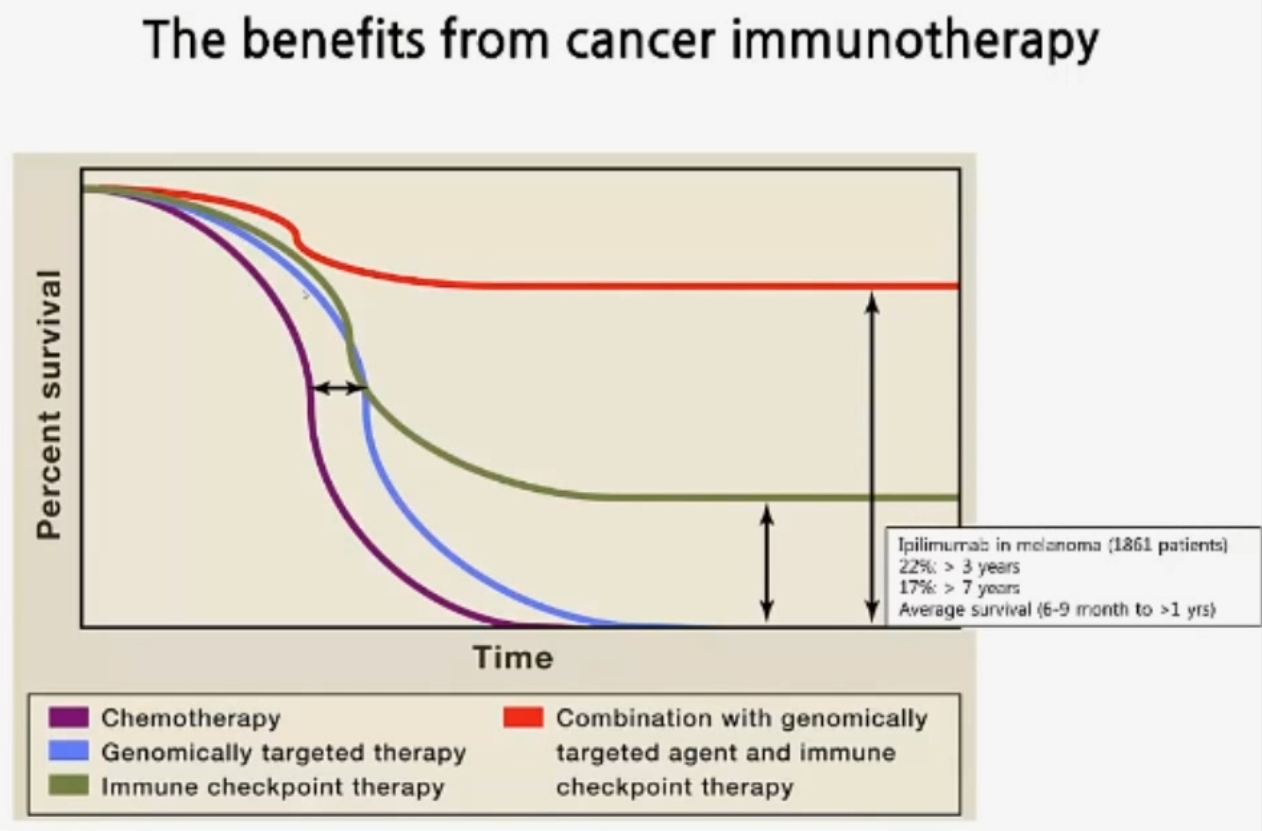 The benefits from cancer immunotherapy
Percent survival
Ipilimumab in melanoma (1861 patients)
22%: > 3 years
17%: > 7 years
Average survival (6-9 month to >1 yrs)
Time
Chemotherapy
Genomically targeted therapy
Immune checkpoint therapy
Combination with genomically
targeted agent and immune
checkpoint therapy